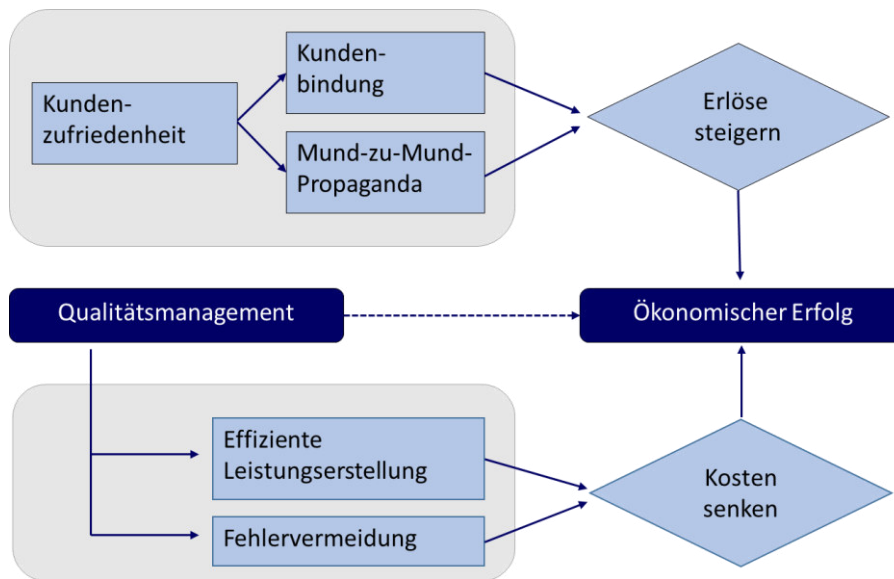 Kunden-
bindung
Kunden-
zufriedenheit
Mund-zu-Mund-
Propaganda
Erlöse
steigern
Qualitätsmanagement
Ökonomischer Erfolg
Effiziente
Leistungserstellung
Fehlervermeidung
Kosten
senken